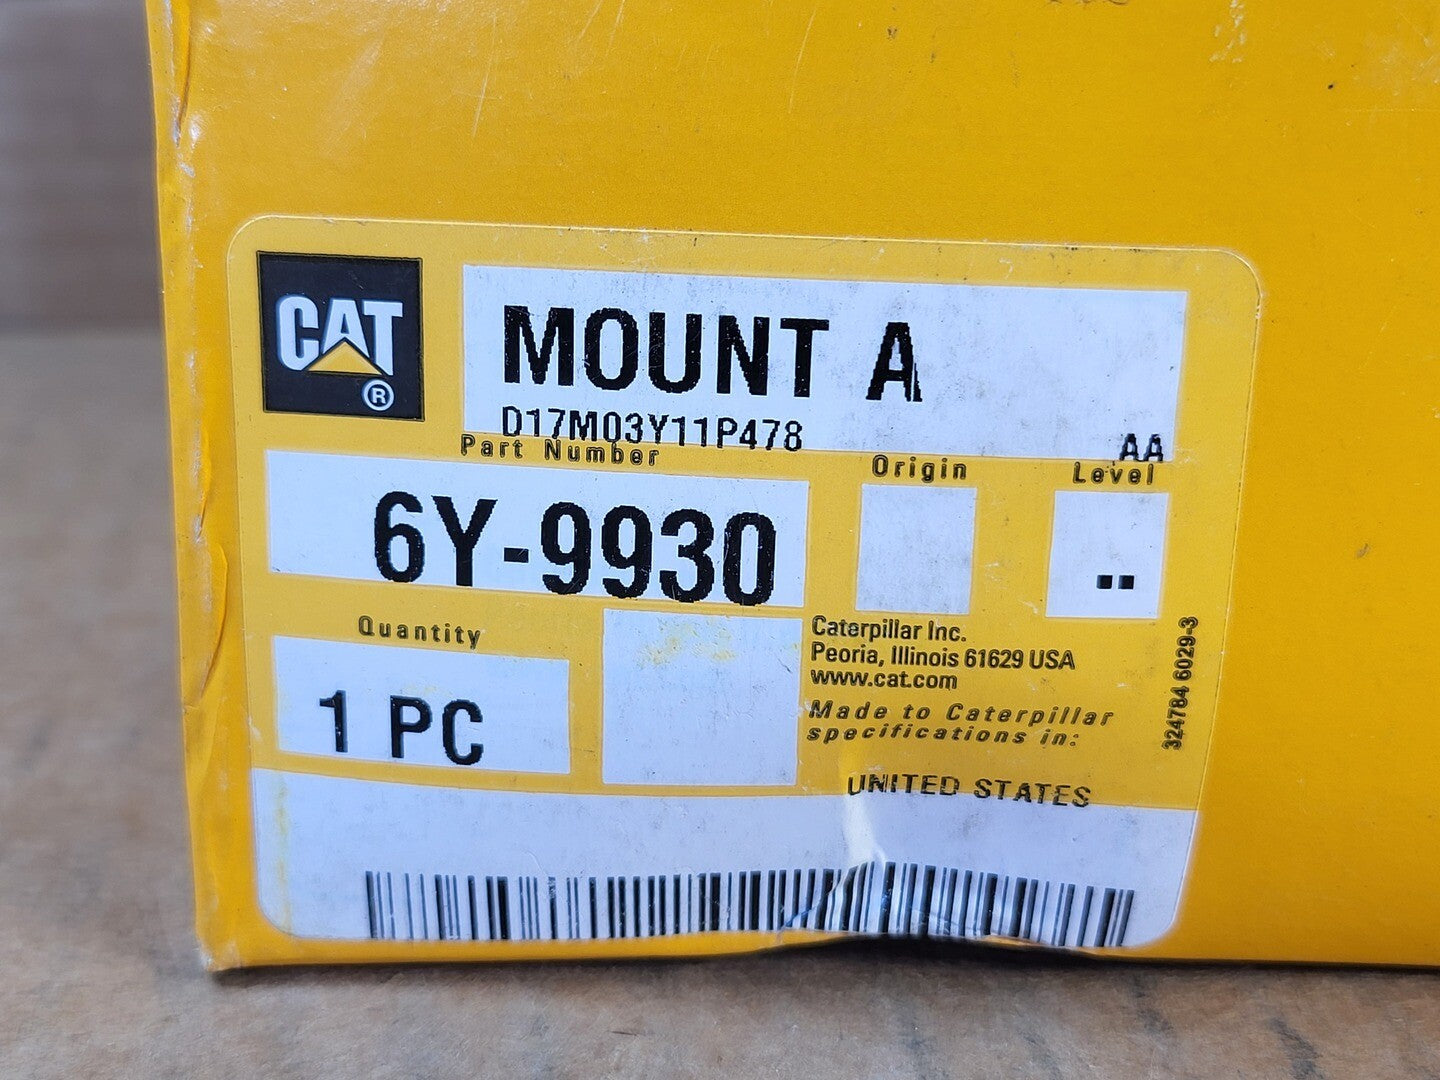 CAT
®
MOUNT A
D17M03Y11P478 AA
Part Number Origin Level
6Y-9930 --
Quantity
1 PC
Caterpillar Inc.
Peoria, Illinois 61629 USA
www.cat.com
Made to Caterpillar
specifications in:
UNITED STATES
324784 6029-3